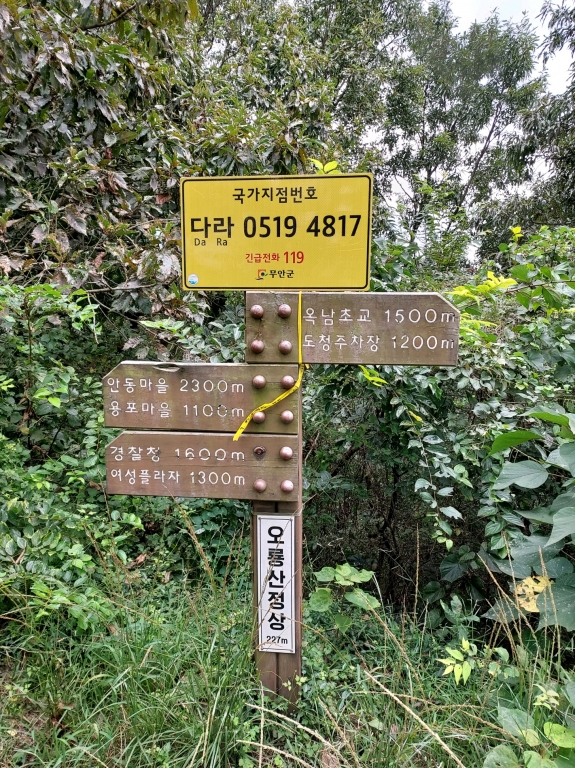 국가지점번호
다라 0519 4817
Da Ra
긴급전화 119
무안군
옥남초교 1500m
도청주차장 1200m
안동마을 2300m
용포마을 1100m
경찰청 1600m
여성플라자 1300m
오룡산정상
227m